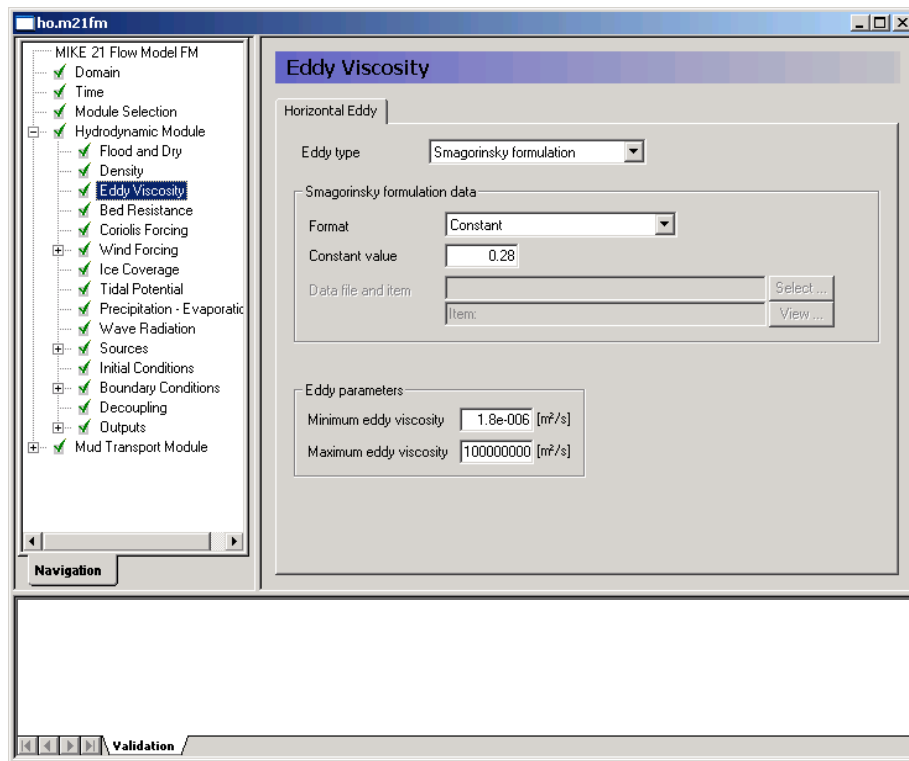 ho.m21fm
MIKE 21 Flow Model FM
Domain
Time
Module Selection
Hydrodynamic Module
Flood and Dry
Density
Eddy Viscosity
Bed Resistance
Coriolis Forcing
Wind Forcing
Ice Coverage
Tidal Potential
Precipitation - Evaporatic
Wave Radiation
Sources
Initial Conditions
Boundary Conditions
Decoupling
Outputs
Mud Transport Module
Navigation
Eddy Viscosity
Horizontal Eddy
Eddy type Smagorinsky formulation
Smagorinsky formulation data
Format Constant
Constant value 0.28
Data file and item Select ...
Item: View ...
Eddy parameters
Minimum eddy viscosity 1.8e-006 [m²/s]
Maximum eddy viscosity 100000000 [m²/s]
Validation